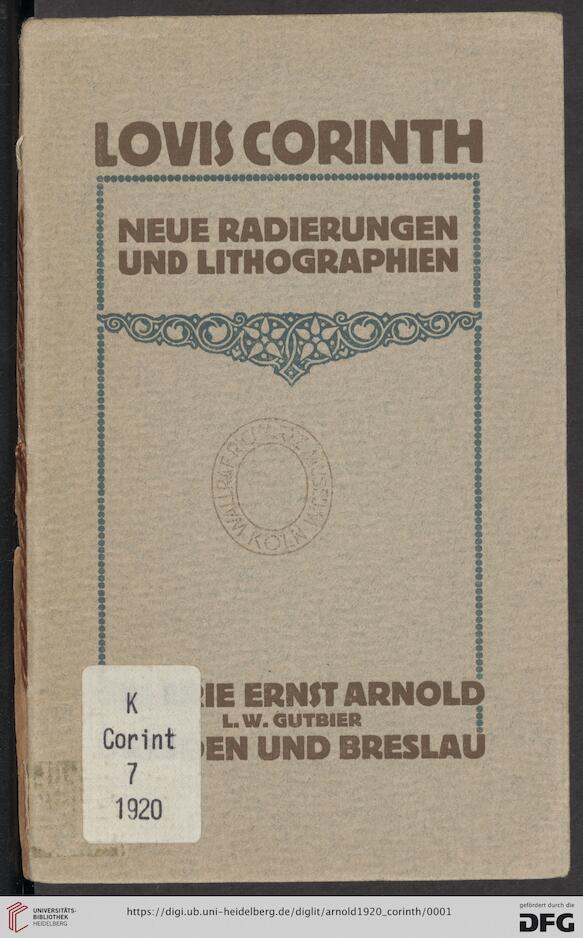 LOVIS CORINTH
NEUE RADIERUNGEN
UND LITHOGRAPHIEN
WALLRAF RICHARTZ MUSEUM
KÖLN
RIE ERNST ARNOLD
L. W. GUTBIER
DEN UND BRESLAU
K
Corint
7
1920
UNIVERSITÄTS-
BIBLIOTHEK
HEIDELBERG
https://digi.ub.uni-heidelberg.de/diglit/arnold1920_corinth/0001
gefördert durch die
DFG